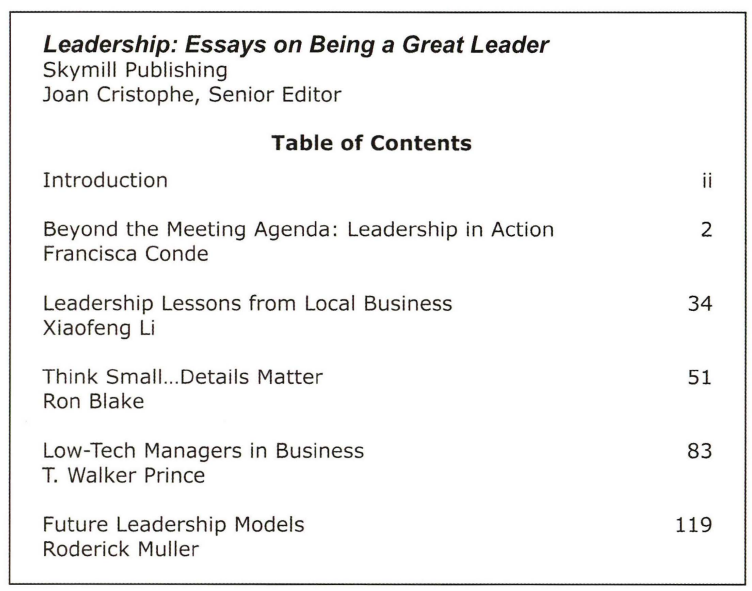 Leadership: Essays on Being a Great Leader
Skymill Publishing
Joan Cristophe, Senior Editor
Table of Contents
Introduction ii
Beyond the Meeting Agenda: Leadership in Action 2
Francisca Conde
Leadership Lessons from Local Business 34
Xiaofeng Li
Think Small...Details Matter 51
Ron Blake
Low-Tech Managers in Business 83
T. Walker Prince
Future Leadership Models 119
Roderick Muller